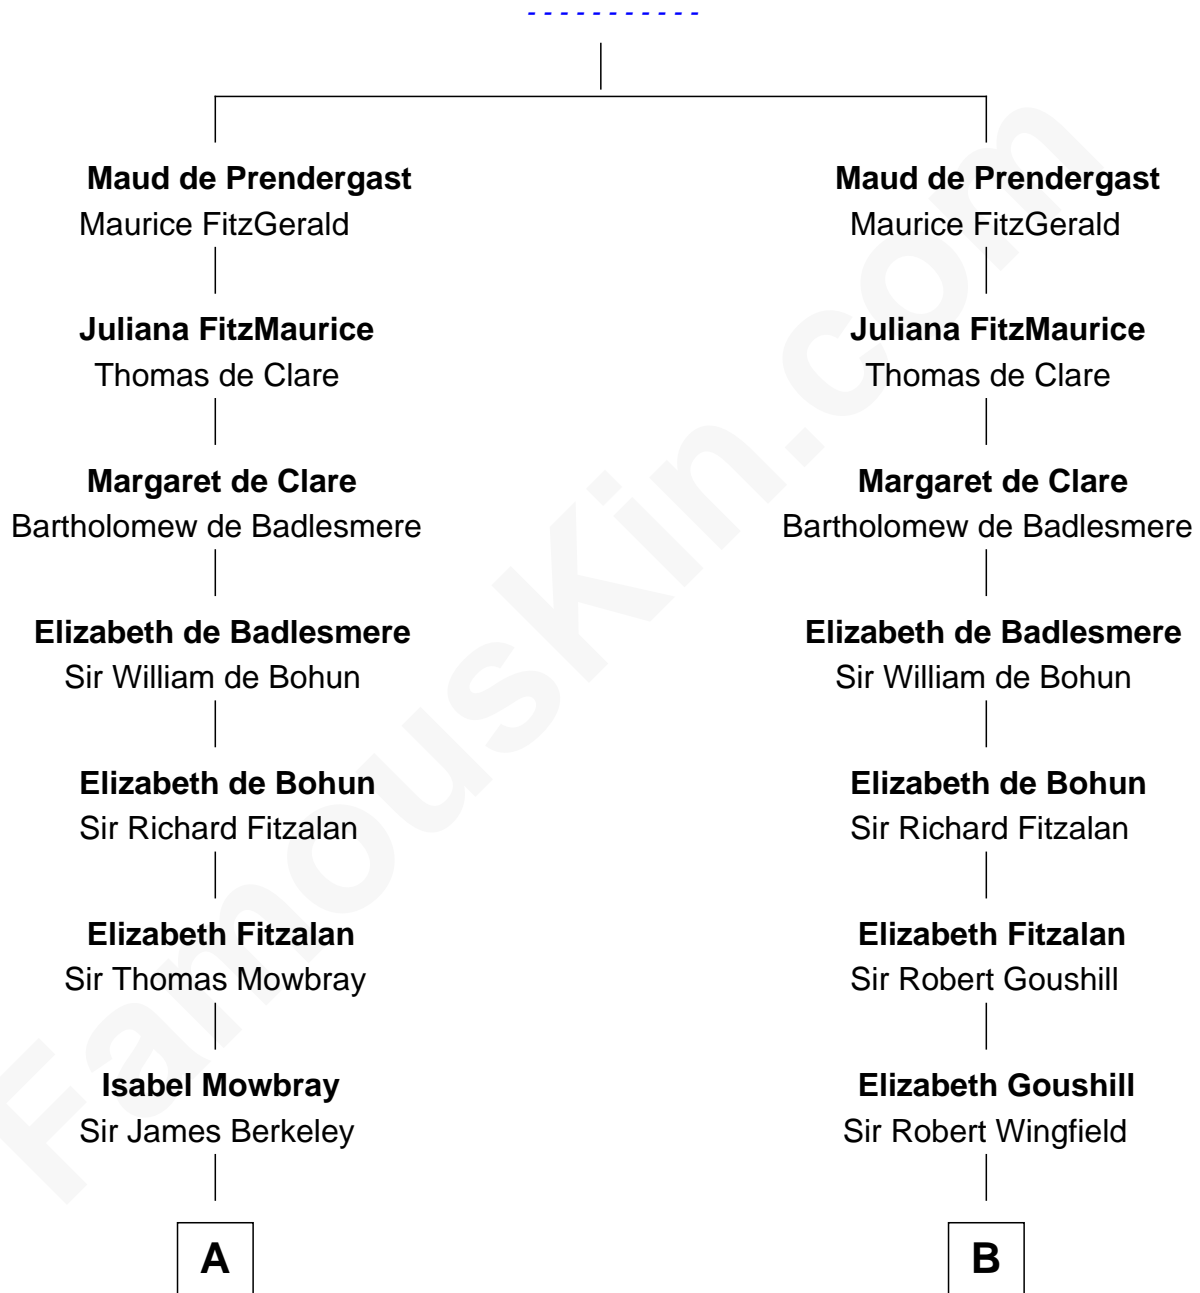 - - - - - - - - - - -
Maud de Prendergast
Maurice FitzGerald
Juliana FitzMaurice
Thomas de Clare
Margaret de Clare
Bartholomew de Badlesmere
Elizabeth de Badlesmere
Sir William de Bohun
Elizabeth de Bohun
Sir Richard Fitzalan
Elizabeth Fitzalan
Sir Thomas Mowbray
Isabel Mowbray
Sir James Berkeley
A
Maud de Prendergast
Maurice FitzGerald
Juliana FitzMaurice
Thomas de Clare
Margaret de Clare
Bartholomew de Badlesmere
Elizabeth de Badlesmere
Sir William de Bohun
Elizabeth de Bohun
Sir Richard Fitzalan
Elizabeth Fitzalan
Sir Robert Goushill
Elizabeth Goushill
Sir Robert Wingfield
B
FamousKin.com